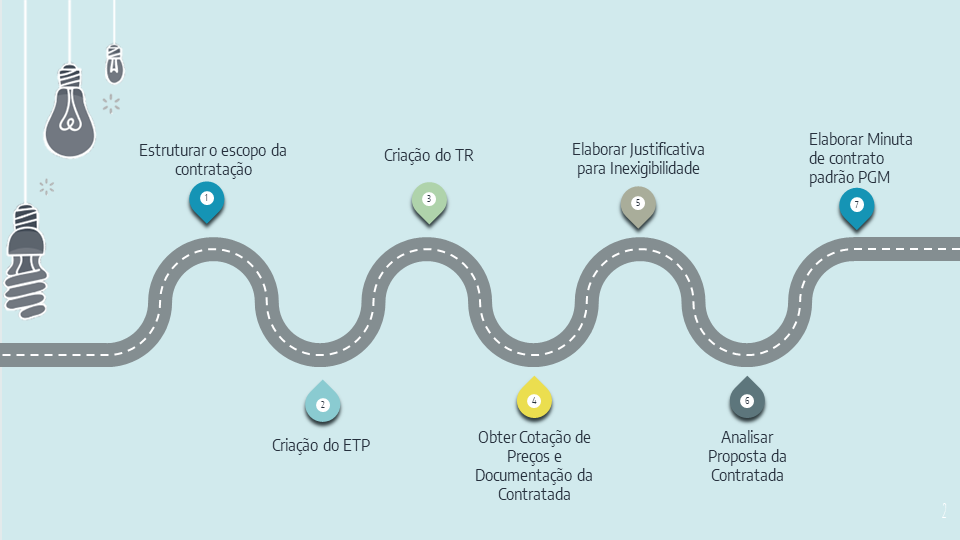 Estruturar o escopo da
contratação
1
Criação do ETP
2
Criação do TR
3
Obter Cotação de
Preços e
Documentação da
Contratada
4
Elaborar Justificativa
para Inexigibilidade
5
Analisar
Proposta da
Contratada
6
Elaborar Minuta
de contrato
padrão PGM
7
2